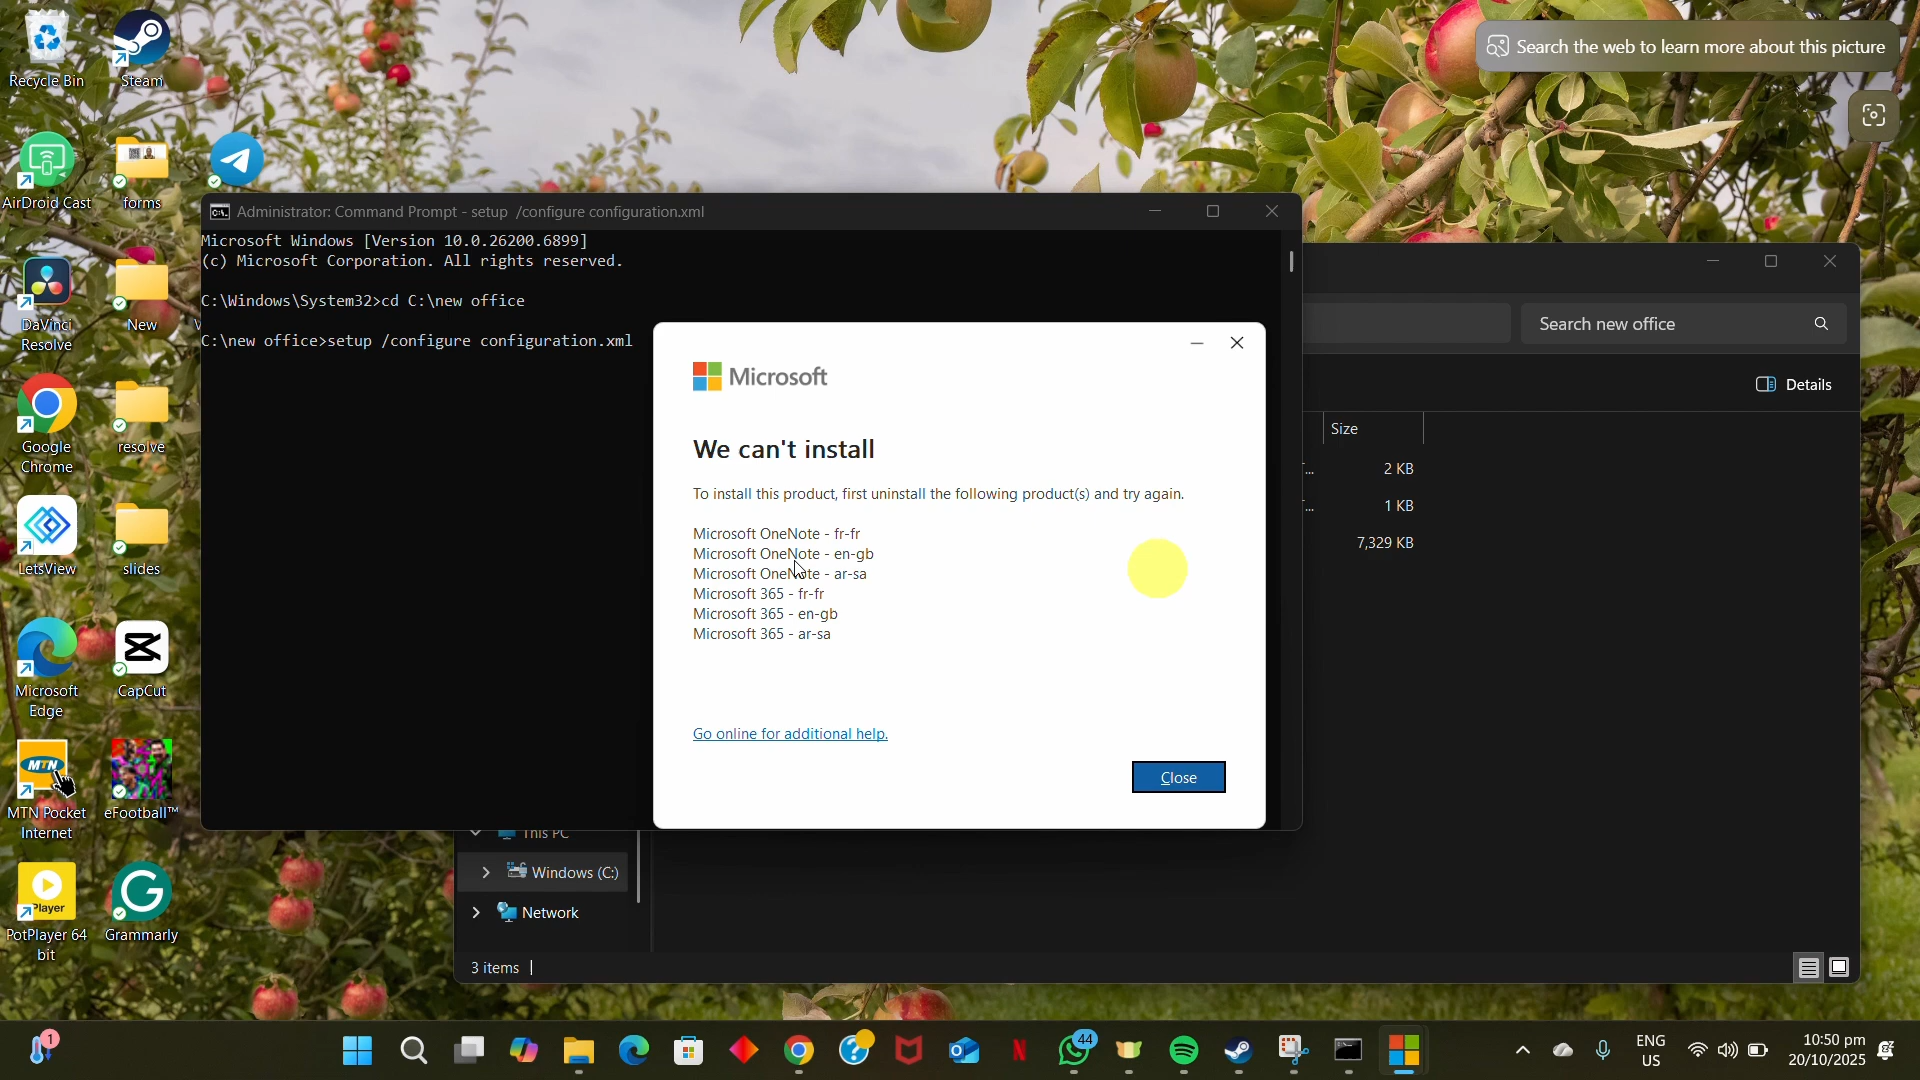 Recycle Bin
Steam
Search the web to learn more about this picture
AirDroid Cast
forms
DaVinci
Resolve
New
Google
Chrome
resolve
LetsView
slides
Microsoft
Edge
CapCut
MTN
MTN Pocket
Internet
eFootball™
Player
PotPlayer 64
bit
Grammarly
Administrator: Command Prompt - setup /configure configuration.xml
Microsoft Windows [Version 10.0.26200.6899]
(c) Microsoft Corporation. All rights reserved.
C:\Windows\System32>cd C:\new office
C:\new office>setup /configure configuration.xml
Search new office
Details
Size
2 KB
1 KB
7,329 KB
Microsoft
We can't install
To install this product, first uninstall the following product(s) and try again.
Microsoft OneNote - fr-fr
Microsoft OneNote - en-gb
Microsoft OneNote - ar-sa
Microsoft 365 - fr-fr
Microsoft 365 - en-gb
Microsoft 365 - ar-sa
Go online for additional help.
Close
This PC
Windows (C:)
Network
3 items
1
44
ENG
US
10:50 pm
20/10/2025